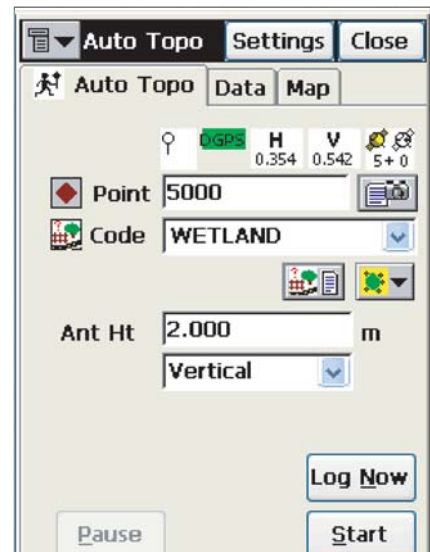 Auto Topo Settings Close
Auto Topo Data Map
DGPS H V
0.354 0.542 5+0
Point 5000
Code WETLAND
Ant Ht 2.000 m
Vertical
Log Now
Pause Start